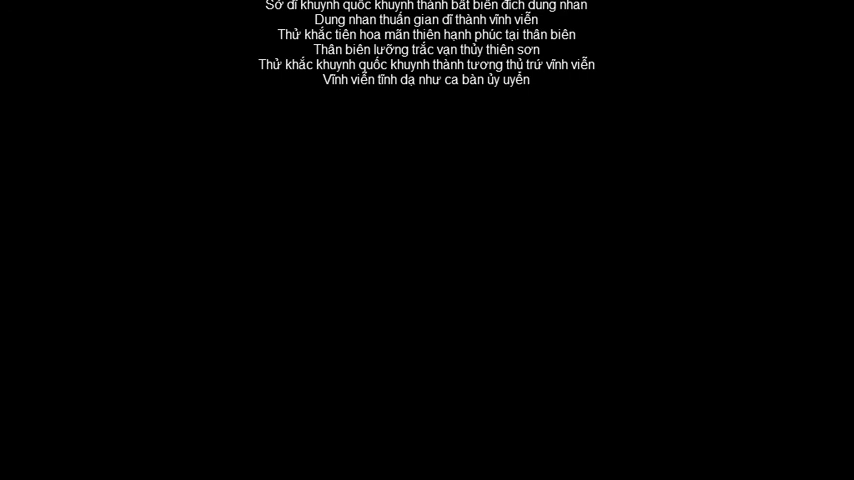 Sở dĩ khuynh quốc khuynh thành bất biến đích dung nhan
Dung nhan thuấn gian dĩ thành vĩnh viễn
Thử khắc tiên hoa mãn thiên hạnh phúc tại thân biên
Thân biên lưỡng trắc vạn thủy thiên sơn
Thử khắc khuynh quốc khuynh thành tương thủ trứ vĩnh viễn
Vĩnh viễn tĩnh dạ như ca bàn ủy uyển